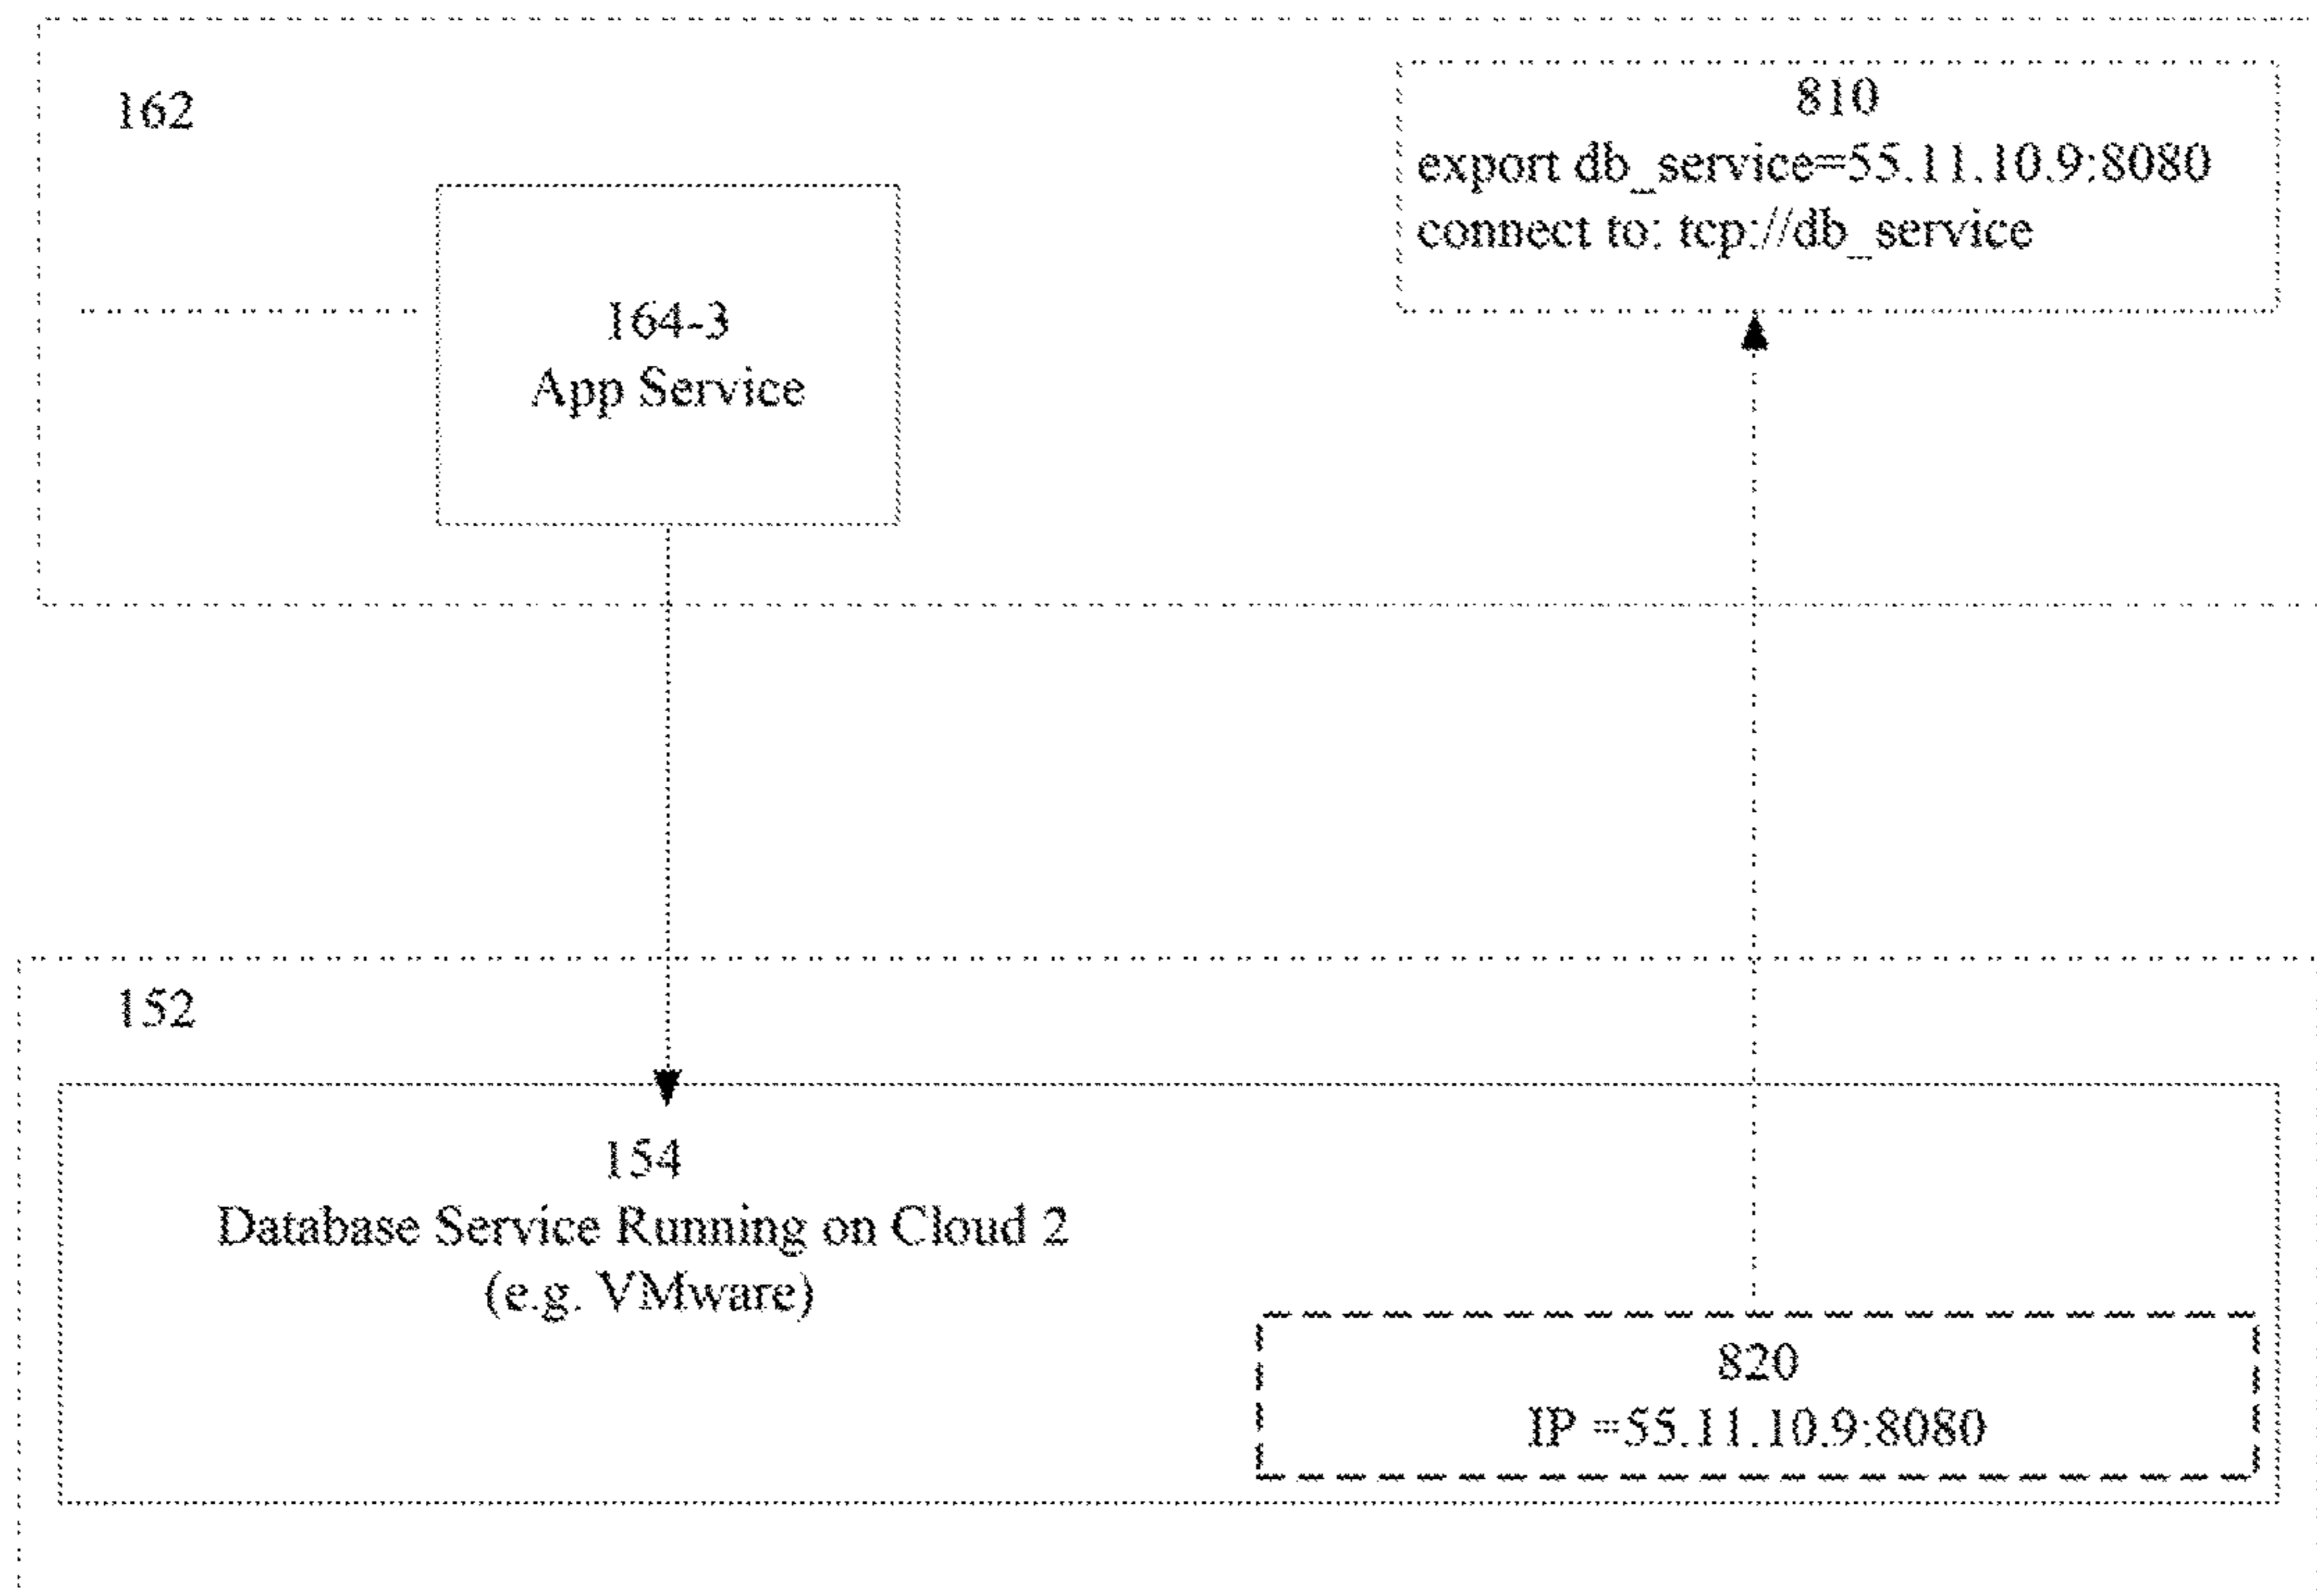 162
810
export db_service=55.11.10.9:8080
connect to: tcp://db_service
164-3
App Service
152
154
Database Service Running on Cloud 2
(e.g. VMware)
820
IP =55.11.10.9:8080